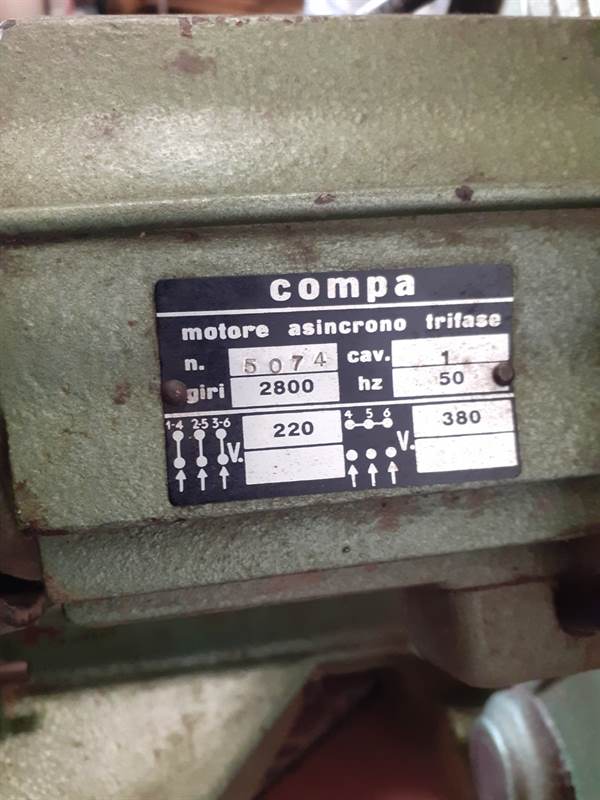 compa
motore asincrono trifase
n. 5074 cav. 1
giri 2800 hz 50
1-4 2-5 3-6 V. 220 4 5 6 V. 380